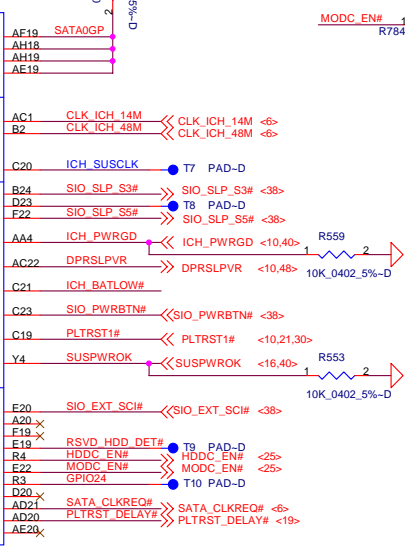 5%~D
D
2
MODC_EN# 1
R784
AF19 SATA0GP
AH18
AH19
AE19
AC1 CLK_ICH_14M CLK_ICH_14M <6>
B2 CLK_ICH_48M CLK_ICH_48M <6>
C20 ICH_SUSCLK T7 PAD~D
B24 SIO_SLP_S3# SIO_SLP_S3# <38>
D23 T8 PAD~D
F22 SIO_SLP_S5# SIO_SLP_S5# <38>
AA4 ICH_PWRGD ICH_PWRGD <10,40>
R559
1 2
10K_0402_5%~D
AC22 DPRSLPVR DPRSLPVR <10,48>
C21 ICH_BATLOW#
C23 SIO_PWRBTN# SIO_PWRBTN# <38>
C19 PLTRST1# PLTRST1# <10,21,30>
Y4 SUSPWROK SUSPWROK <16,40>
R553
1 2
10K_0402_5%~D
E20 SIO_EXT_SCI# SIO_EXT_SCI# <38>
A20
F19
E19 RSVD_HDD_DET# T9 PAD~D
R4 HDDC_EN# HDDC_EN# <25>
E22 MODC_EN# MODC_EN# <25>
R3 GPIO24 T10 PAD~D
D20
AD21 SATA_CLKREQ# SATA_CLKREQ# <6>
AD20 PLTRST_DELAY# PLTRST_DELAY# <19>
AE20